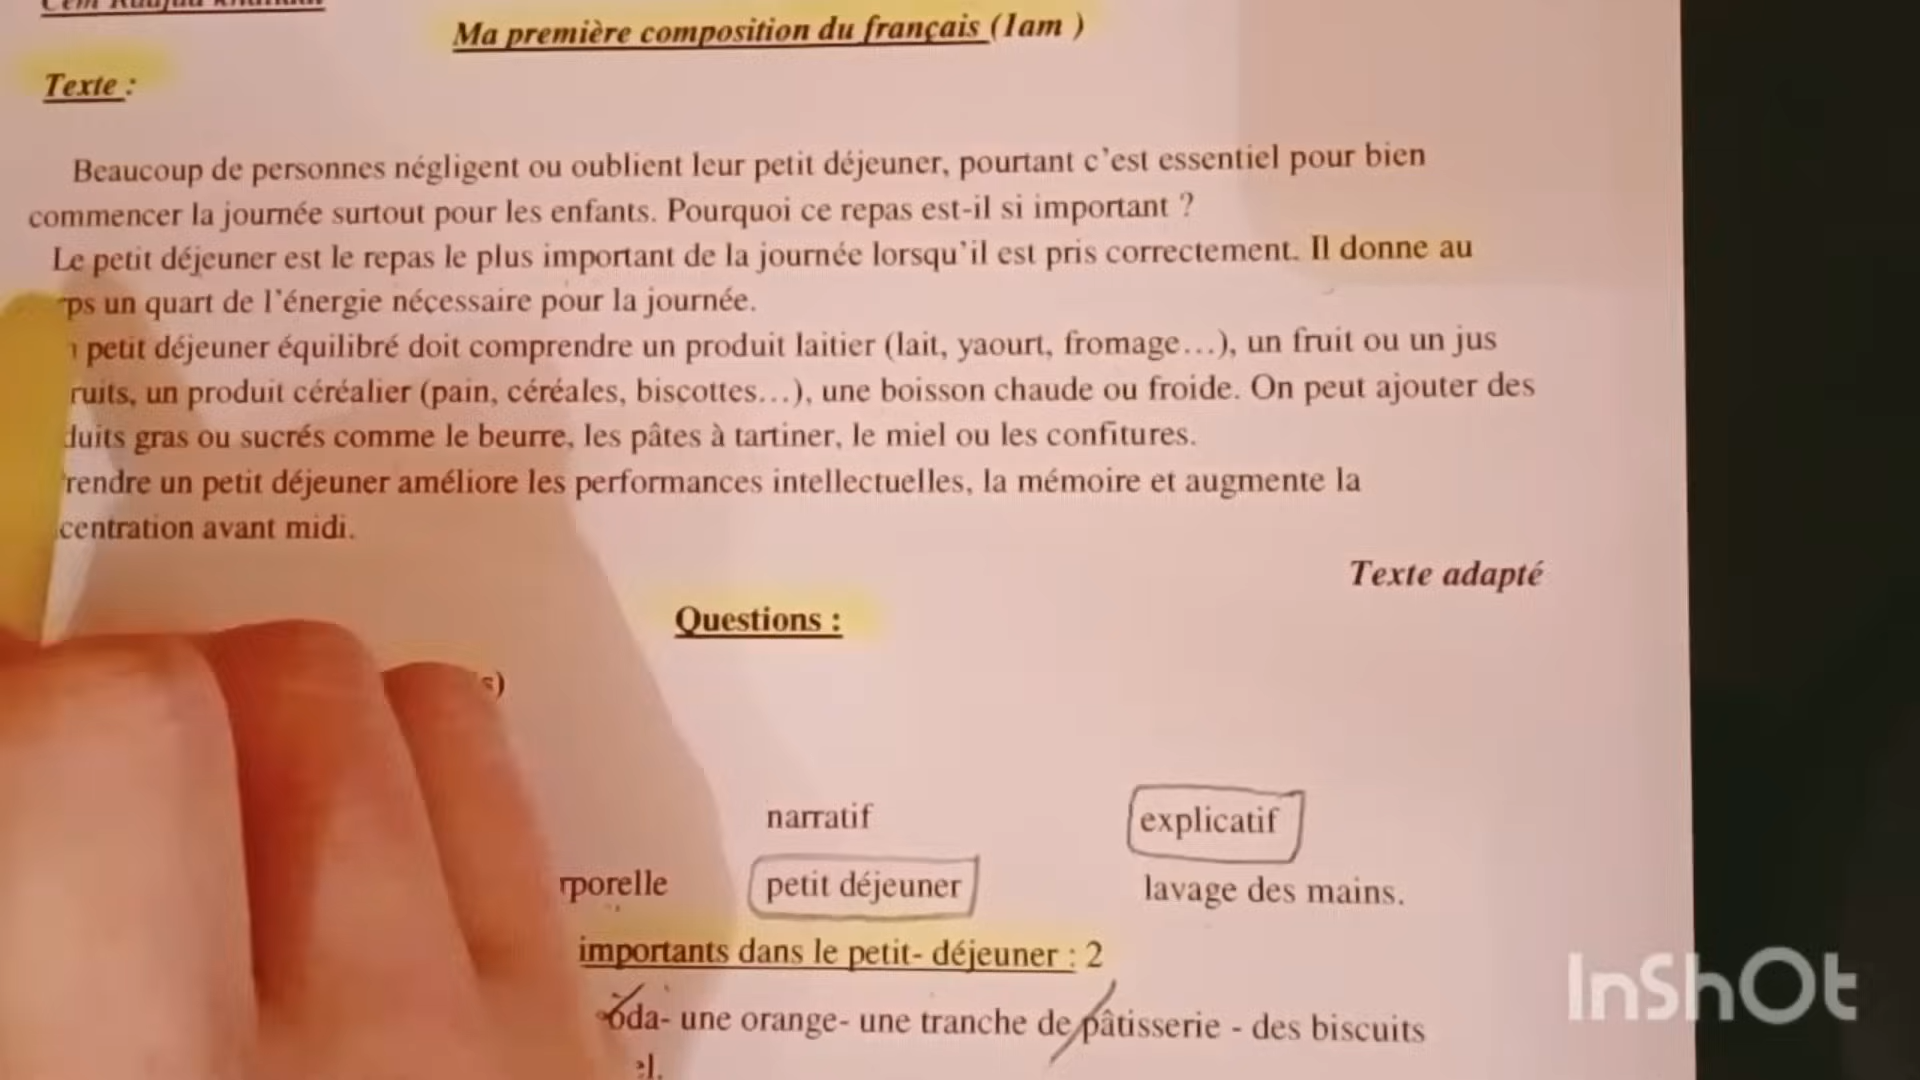 Ma première composition du français (1am )
Texte :
Beaucoup de personnes négligent ou oublient leur petit déjeuner, pourtant c'est essentiel pour bien
commencer la journée surtout pour les enfants. Pourquoi ce repas est-il si important ?
Le petit déjeuner est le repas le plus important de la journée lorsqu'il est pris correctement. Il donne au
ps un quart de l'énergie nécessaire pour la journée.
petit déjeuner équilibré doit comprendre un produit laitier (lait, yaourt, fromage…), un fruit ou un jus
ruits, un produit céréalier (pain, céréales, biscottes…), une boisson chaude ou froide. On peut ajouter des
duits gras ou sucrés comme le beurre, les pâtes à tartiner, le miel ou les confitures.
rendre un petit déjeuner améliore les performances intellectuelles, la mémoire et augmente la
centration avant midi.
Texte adapté
Questions :
s)
narratif explicatif
rporelle petit déjeuner lavage des mains.
importants dans le petit- déjeuner : 2
oda- une orange- une tranche de pâtisserie - des biscuits
el.
InShOt